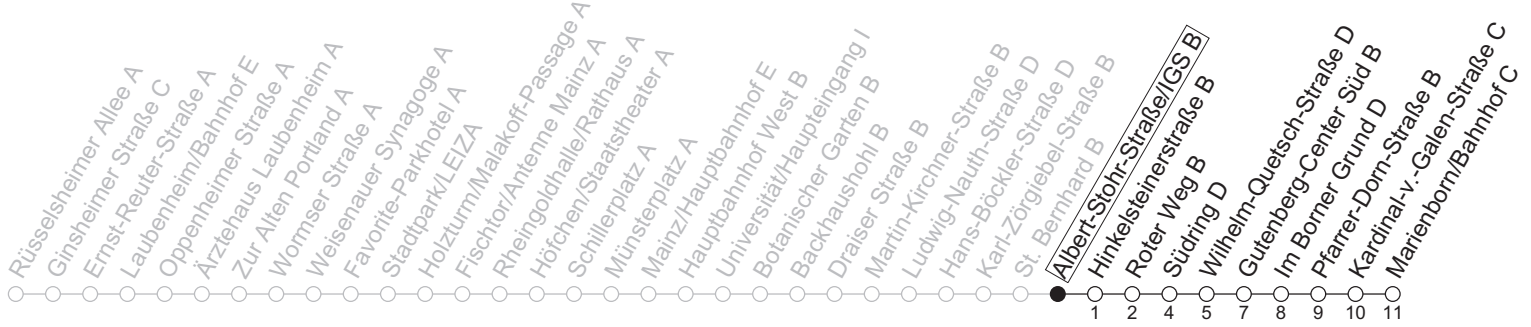 Rüsselsheimer Allee A
Ginsheimer Straße C
Ernst-Reuter-Straße A
Laubenheim/Bahnhof E
Oppenheimer Straße A
Ärztehaus Laubenheim A
Zur Alten Portland A
Wormser Straße A
Weisenauer Synagoge A
Favorite-Parkhotel A
Stadtpark/LEIZA
Holzturm/Malakoff-Passage A
Fischtor/Antenne Mainz A
Rheingoldhalle/Rathaus A
Höfchen/Staatstheater A
Schillerplatz A
Münsterplatz A
Mainz/Hauptbahnhof E
Hauptbahnhof West B
Universität/Haupteingang I
Botanischer Garten B
Backhaushohl B
Draiser Straße B
Martin-Kirchner-Straße B
Ludwig-Nauth-Straße D
Hans-Böckler-Straße D
Karl-Zörgiebel-Straße B
St. Bernhard B
Albert-Stohr-Straße/IGS B
Hinkelsteinerstraße B
Roter Weg B
Südring D
Wilhelm-Quetsch-Straße D
Gutenberg-Center Süd B
Im Borner Grund D
Pfarrer-Dorn-Straße B
Kardinal-v.-Galen-Straße C
Marienborn/Bahnhof C
1 2 4 5 7 8 9 10 11